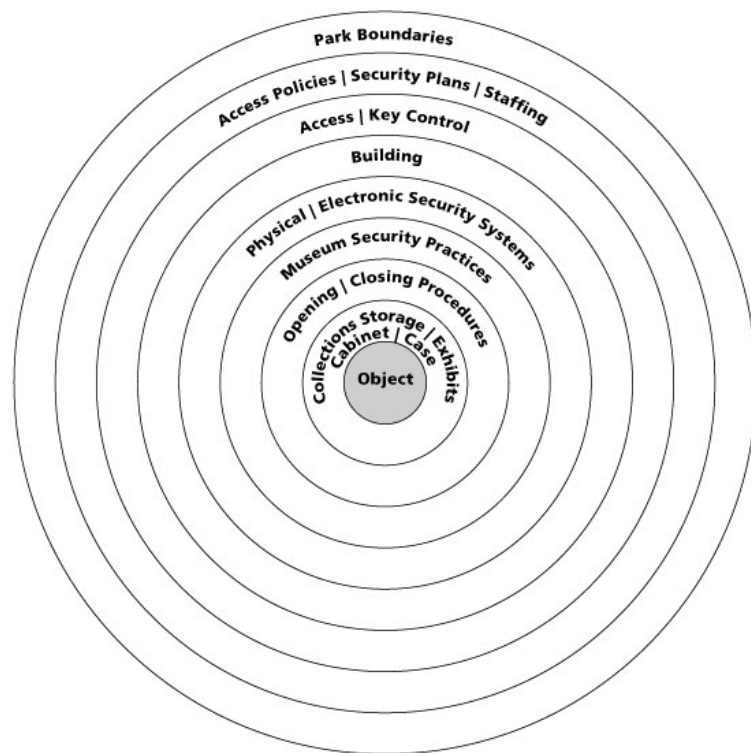 Park Boundaries
Access Policies | Security Plans | Staffing
Access | Key Control
Building
Physical | Electronic Security Systems
Museum Security Practices
Opening | Closing Procedures
Collections Storage | Exhibits
Cabinet | Case
Object